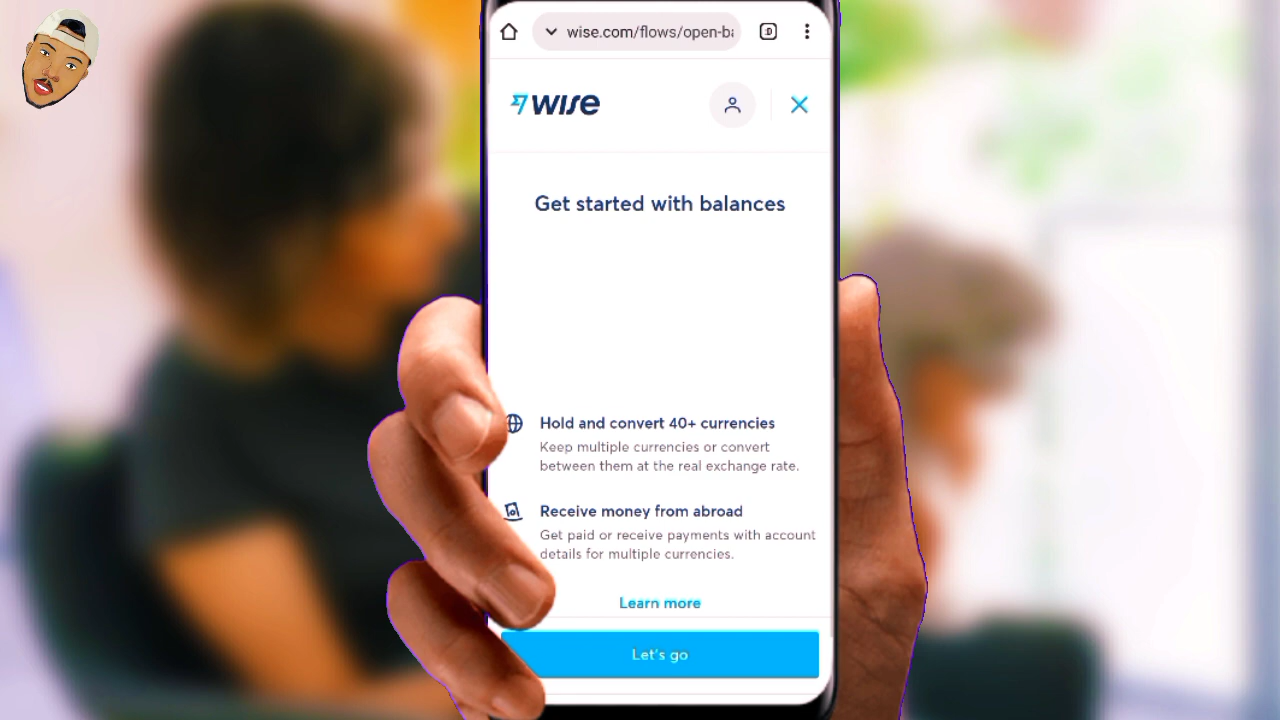 wise.com/flows/open-ba
:D
wise
Get started with balances
Hold and convert 40+ currencies
Keep multiple currencies or convert
between them at the real exchange rate.
Receive money from abroad
Get paid or receive payments with account
details for multiple currencies.
Learn more
Let's go